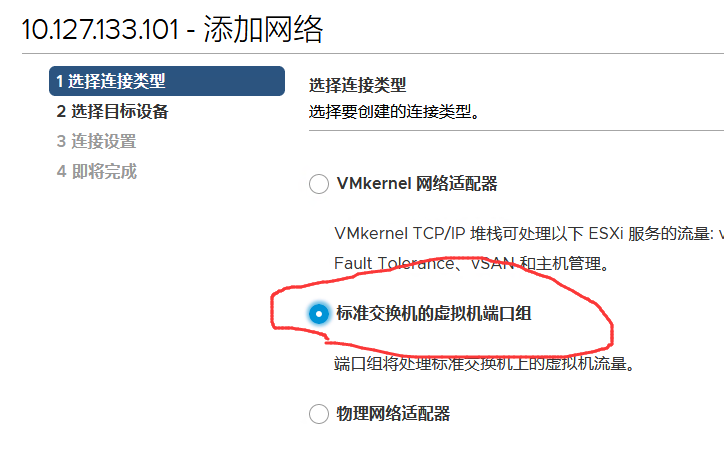 10.127.133.101 - 添加网络
1 选择连接类型
2 选择目标设备
3 连接设置
4 即将完成
选择连接类型
选择要创建的连接类型。
VMkernel 网络适配器
VMkernel TCP/IP 堆栈可处理以下 ESXi 服务的流量: v
Fault Tolerance、vSAN 和主机管理。
标准交换机的虚拟机端口组
端口组将处理标准交换机上的虚拟机流量。
物理网络适配器